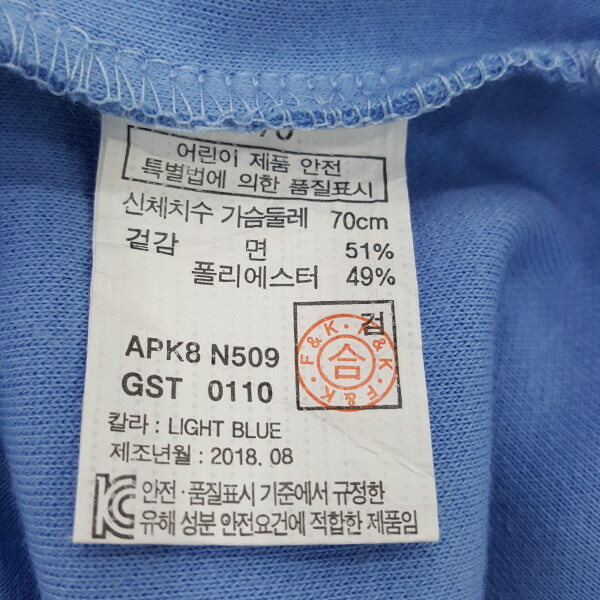 70
어린이 제품 안전
특별법에 의한 품질표시
신체치수 가슴둘레 70cm
겉감 면 51%
폴리에스터 49%
검
F & K · F & K · F & K ·
合
APK8 N509
GST 0110
칼라 : LIGHT BLUE
제조년월 : 2018. 08
안전 · 품질표시 기준에서 규정한
유해 성분 안전요건에 적합한 제품임